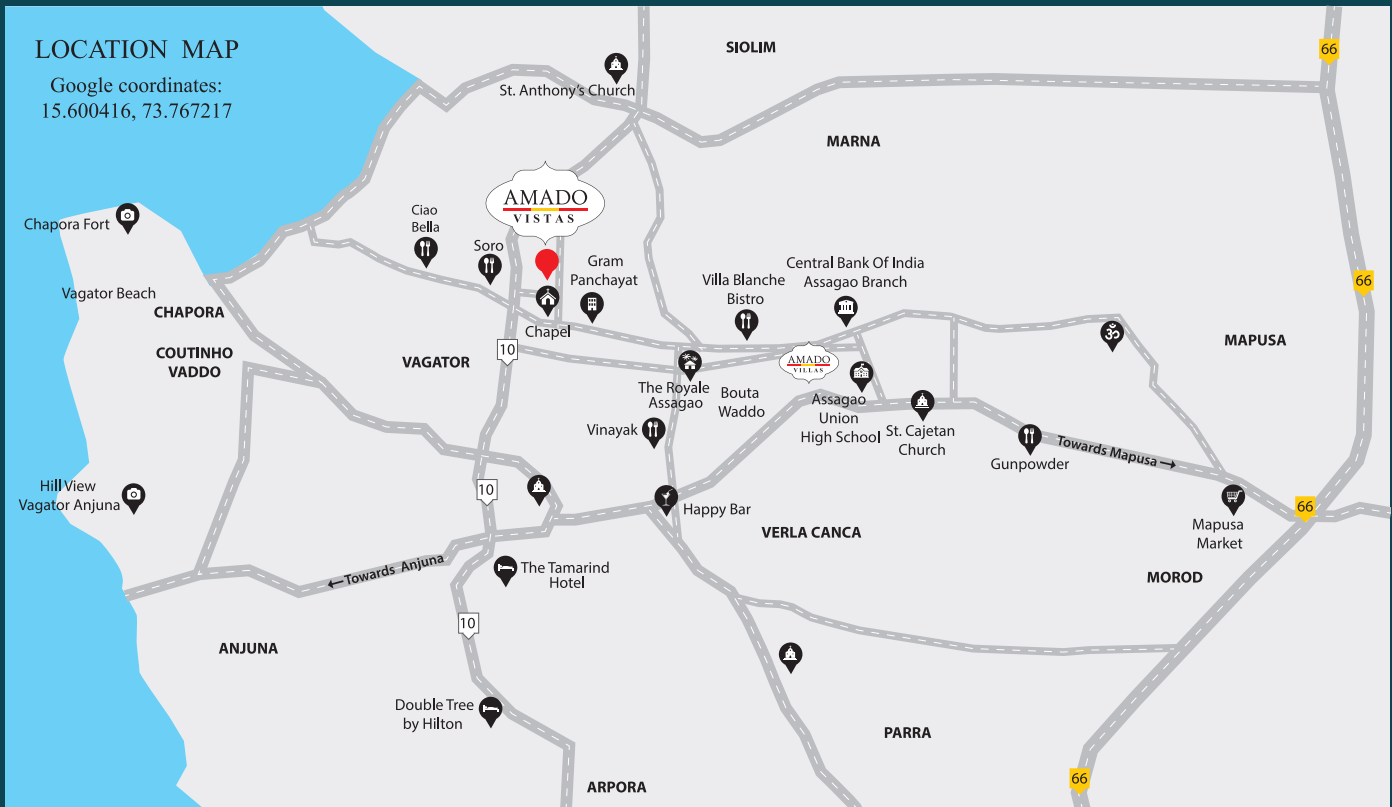 LOCATION MAP
Google coordinates:
15.600416, 73.767217
SIOLIM
66
St. Anthony's Church
MARNA
AMADO
VISTAS
Chapora Fort
Ciao
Bella
Soro
Gram
Panchayat
Villa Blanche
Bistro
Central Bank Of India
Assagao Branch
66
Vagator Beach
CHAPORA
Chapel
COUTINHO
VADDO
VAGATOR
10
AMADO
VILLAS
ॐ
MAPUSA
The Royale
Assagao
Bouta
Waddo
Assagao
Union
High School
St. Cajetan
Church
Vinayak
Gunpowder
Towards Mapusa →
Hill View
Vagator Anjuna
10
Happy Bar
VERLA CANCA
Mapusa
Market
66
← Towards Anjuna
The Tamarind
Hotel
MOROD
10
ANJUNA
Double Tree
by Hilton
PARRA
66
ARPORA